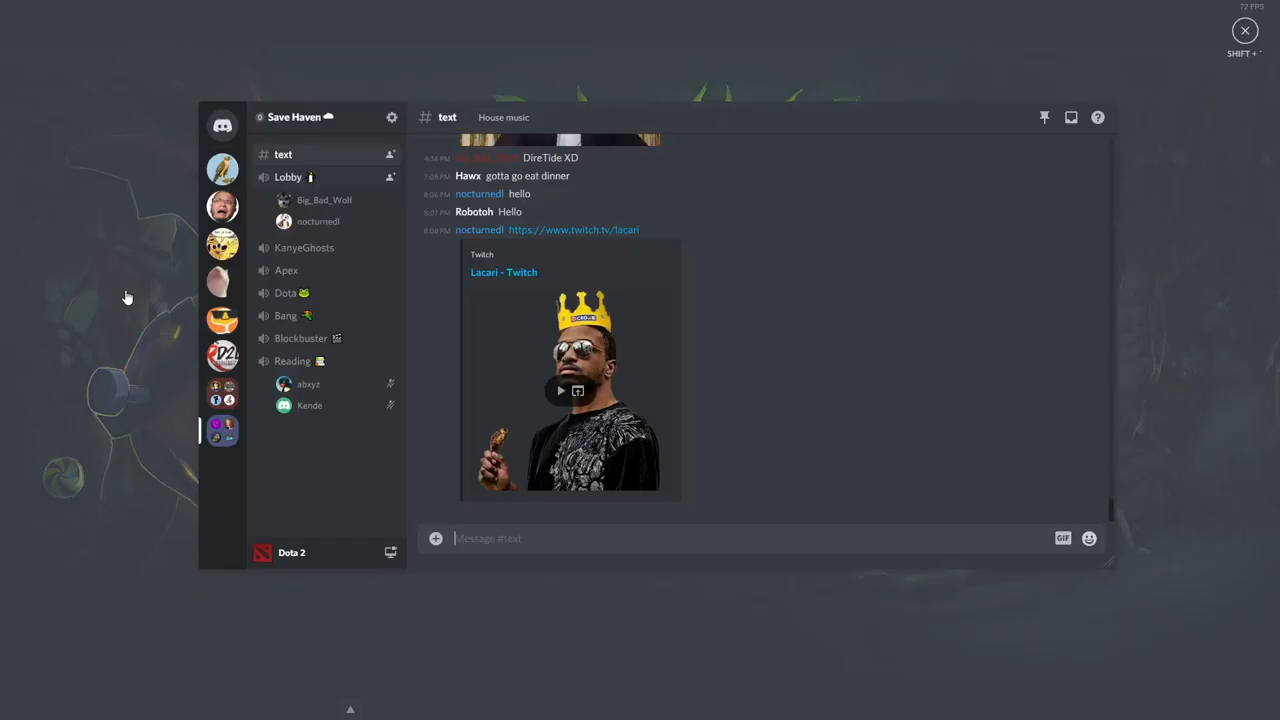 72 FPS
SHIFT + `
Save Haven
# text House music
text
4:34 PM Big_Bad_Wolf DireTide XD
Lobby
7:05 PM Hawx gotta go eat dinner
8:06 PM nocturnedl hello
Big_Bad_Wolf
8:07 PM Robotoh Hello
nocturnedl
8:08 PM nocturnedl https://www.twitch.tv/lacari
KanyeGhosts
Twitch
Apex
Lacari - Twitch
Dota
Bang
Blockbuster
Reading
abxyz
Kende
Message #text
GIF
Dota 2